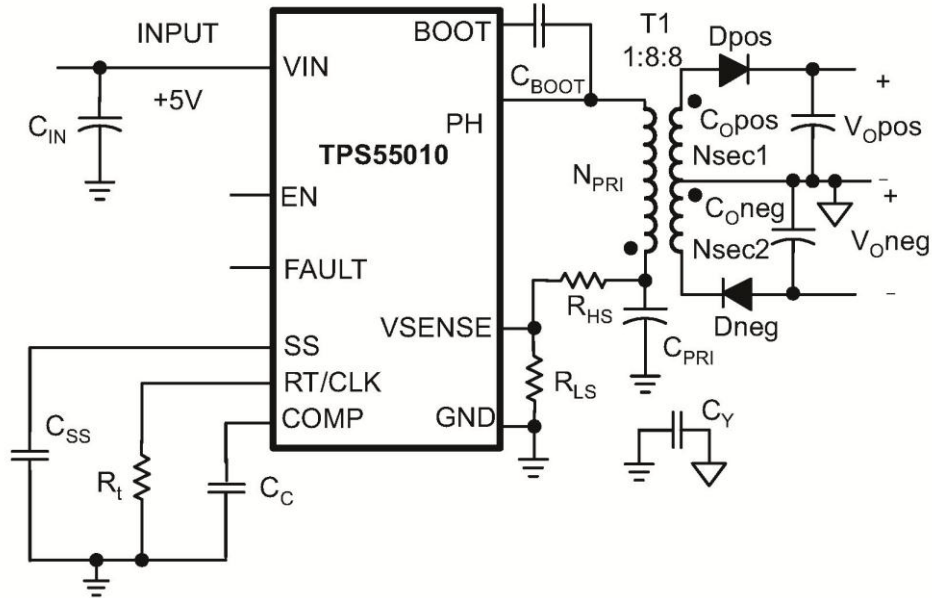 INPUT
+5V
C_IN
VIN
EN
FAULT
SS
RT/CLK
COMP
C_SS
R_t
C_C
TPS55010
BOOT
PH
VSENSE
GND
C_BOOT
T1
1:8:8
N_PRI
R_HS
R_LS
C_PRI
C_Y
Dpos
C_Opos
Nsec1
C_Oneg
Nsec2
Dneg
+
V_Opos
−
+
V_Oneg
−